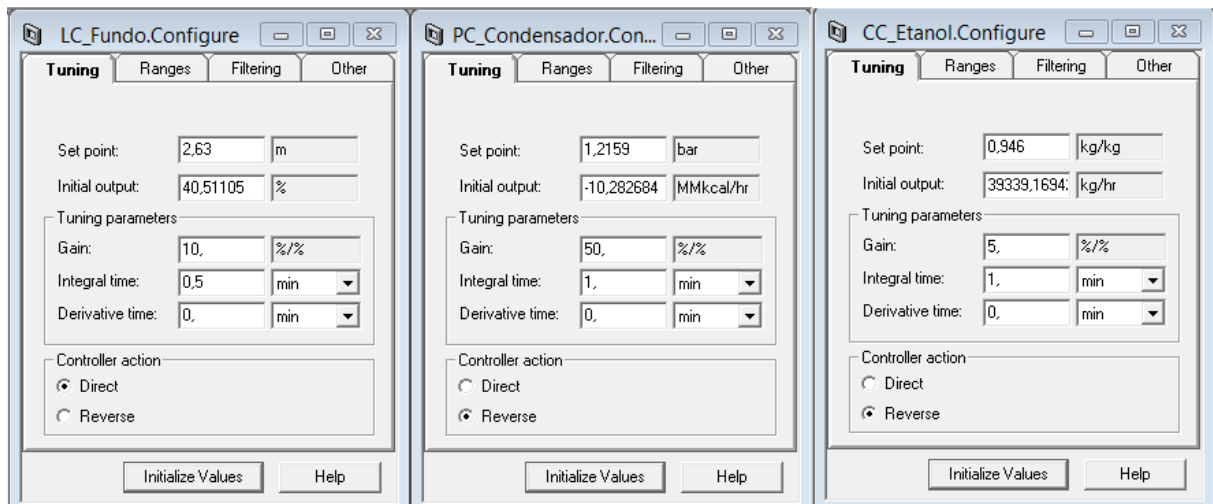 LC_Fundo.Configure
Tuning Ranges Filtering Other
Set point: 2,63 m
Initial output: 40,51105 %
Tuning parameters
Gain: 10, %/%
Integral time: 0,5 min
Derivative time: 0, min
Controller action
Direct
Reverse
Initialize Values Help
PC_Condensador.Con...
Tuning Ranges Filtering Other
Set point: 1,2159 bar
Initial output: -10,282684 MMkcal/hr
Tuning parameters
Gain: 50, %/%
Integral time: 1, min
Derivative time: 0, min
Controller action
Direct
Reverse
Initialize Values Help
CC_Etanol.Configure
Tuning Ranges Filtering Other
Set point: 0,946 kg/kg
Initial output: 39339,1694 kg/hr
Tuning parameters
Gain: 5, %/%
Integral time: 1, min
Derivative time: 0, min
Controller action
Direct
Reverse
Initialize Values Help